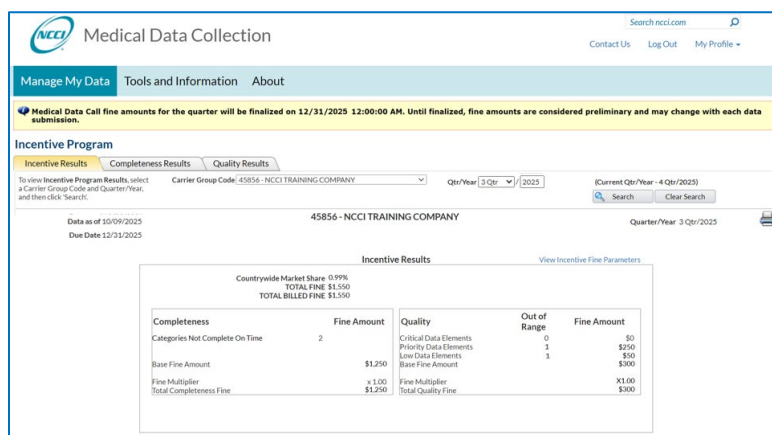 NCCI
Medical Data Collection
Search ncci.com
Contact Us Log Out My Profile
Manage My Data Tools and Information About
Medical Data Call fine amounts for the quarter will be finalized on 12/31/2025 12:00:00 AM. Until finalized, fine amounts are considered preliminary and may change with each data
submission.
Incentive Program
Incentive Results Completeness Results Quality Results
To view Incentive Program Results, select
a Carrier Group Code and Quarter/Year,
and then click 'Search'.
Carrier Group Code 45856 - NCCI TRAINING COMPANY
Qtr/Year 3 Qtr / 2025
(Current Qtr/Year - 4 Qtr/2025)
Search Clear Search
Data as of 10/09/2025
Due Date 12/31/2025
45856 - NCCI TRAINING COMPANY
Quarter/Year 3 Qtr/2025
Incentive Results View Incentive Fine Parameters
Countrywide Market Share 0.99%
TOTAL FINE $1,550
TOTAL BILLED FINE $1,550
Completeness Fine Amount
Categories Not Complete On Time 2
Base Fine Amount $1,250
Fine Multiplier x 1.00
Total Completeness Fine $1,250
Quality Out of Range Fine Amount
Critical Data Elements 0 $0
Priority Data Elements 1 $250
Low Data Elements 1 $50
Base Fine Amount $300
Fine Multiplier X1.00
Total Quality Fine $300